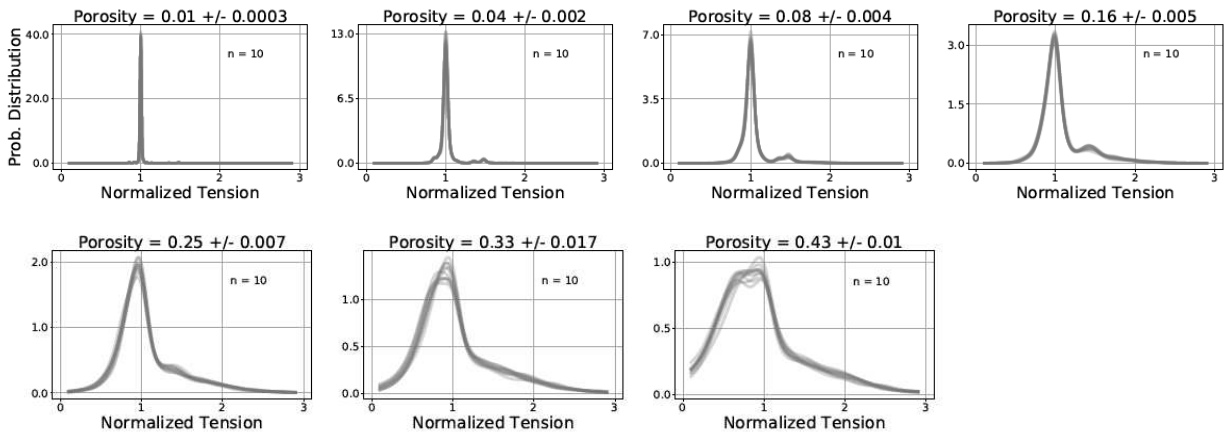 Porosity = 0.01 +/- 0.0003
Porosity = 0.04 +/- 0.002
Porosity = 0.08 +/- 0.004
Porosity = 0.16 +/- 0.005
Prob. Distribution
40.0
20.0
0.0
n = 10
0 1 2 3
Normalized Tension
13.0
6.5
0.0
n = 10
0 1 2 3
Normalized Tension
7.0
3.5
0.0
n = 10
0 1 2 3
Normalized Tension
3.0
1.5
0.0
n = 10
0 1 2 3
Normalized Tension
Porosity = 0.25 +/- 0.007
Porosity = 0.33 +/- 0.017
Porosity = 0.43 +/- 0.01
2.0
1.0
0.0
n = 10
0 1 2 3
Normalized Tension
1.0
0.5
0.0
n = 10
0 1 2 3
Normalized Tension
1.0
0.5
0.0
n = 10
0 1 2 3
Normalized Tension